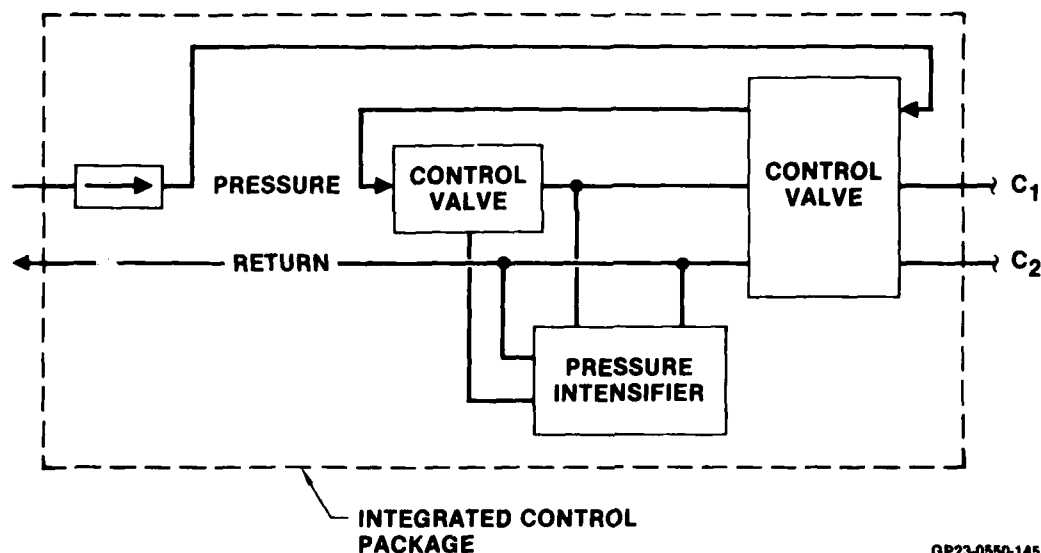 PRESSURE
CONTROL
VALVE
CONTROL
VALVE
C1
RETURN
C2
PRESSURE
INTENSIFIER
INTEGRATED CONTROL
PACKAGE
GP23-0550-145